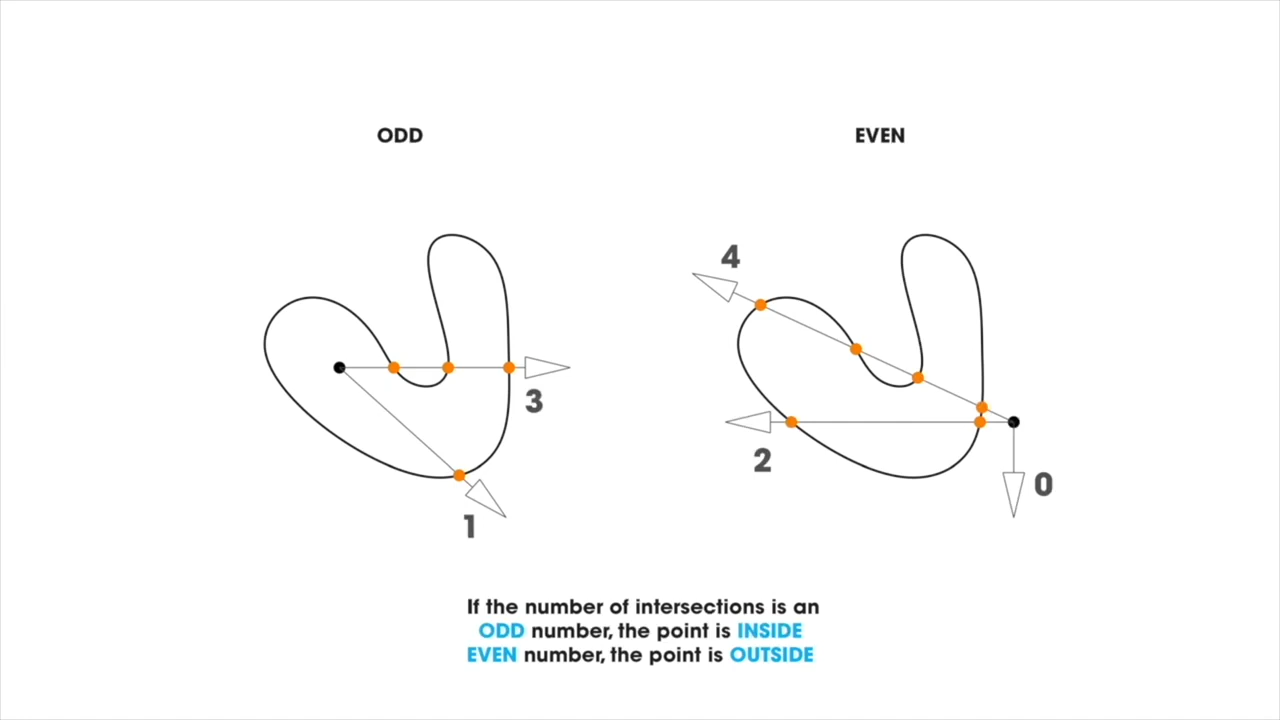 ODD
EVEN
4
3
2
0
1
If the number of intersections is an
ODD number, the point is INSIDE
EVEN number, the point is OUTSIDE